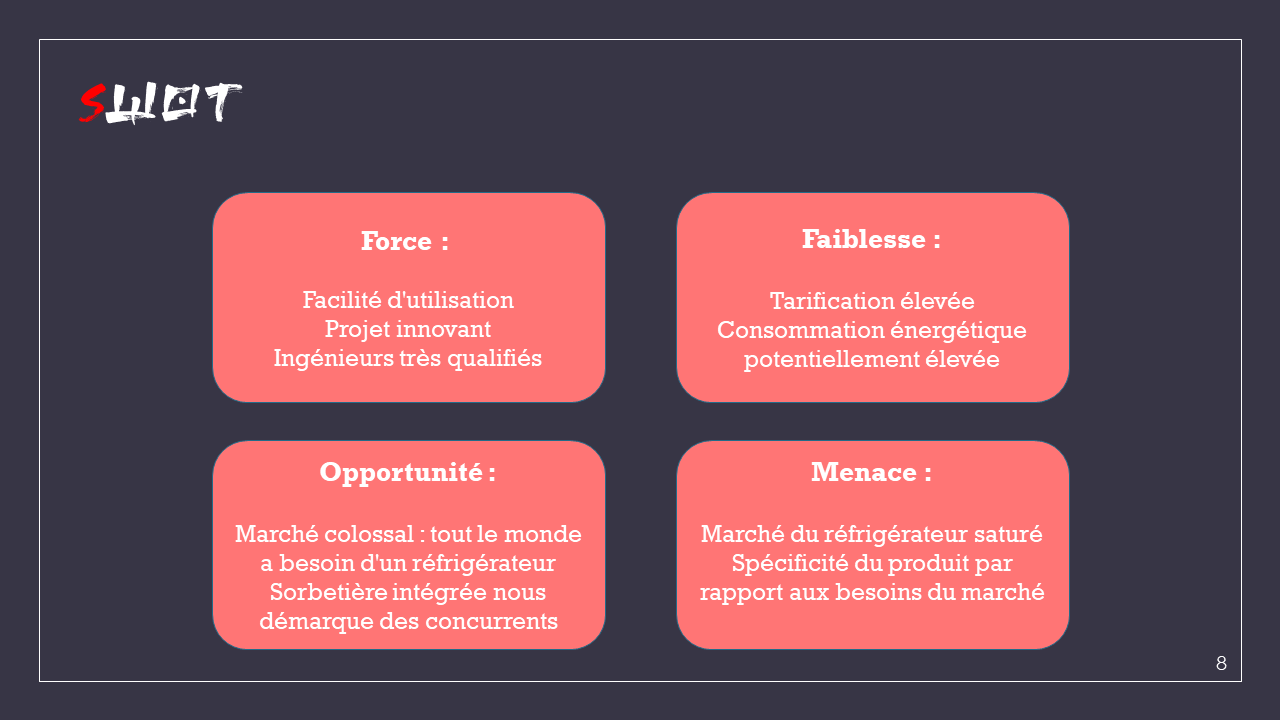 SWOT
Force :
Facilité d'utilisation
Projet innovant
Ingénieurs très qualifiés
Faiblesse :
Tarification élevée
Consommation énergétique
potentiellement élevée
Opportunité :
Marché colossal : tout le monde
a besoin d'un réfrigérateur
Sorbetière intégrée nous
démarque des concurrents
Menace :
Marché du réfrigérateur saturé
Spécificité du produit par
rapport aux besoins du marché
8